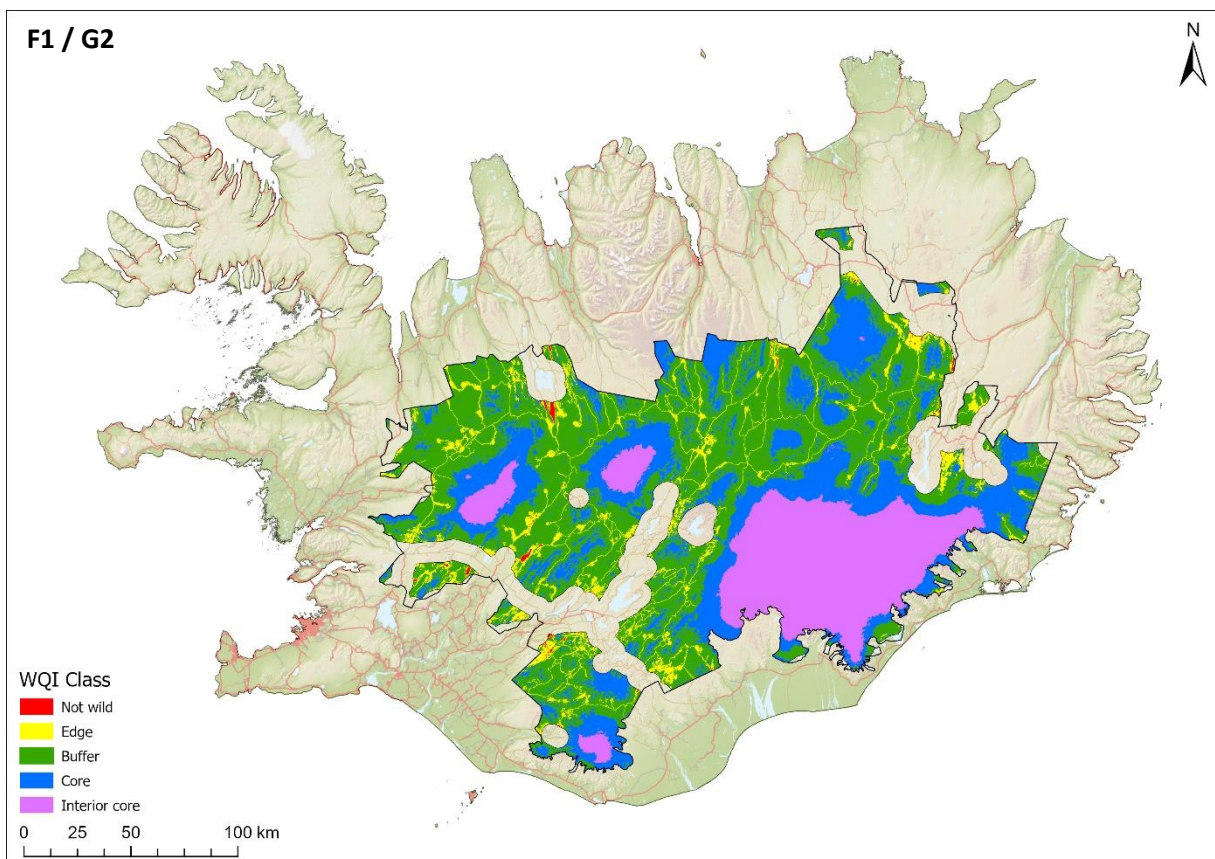 F1 / G2
N
WQI Class
Not wild
Edge
Buffer
Core
Interior core
0 25 50 100 km